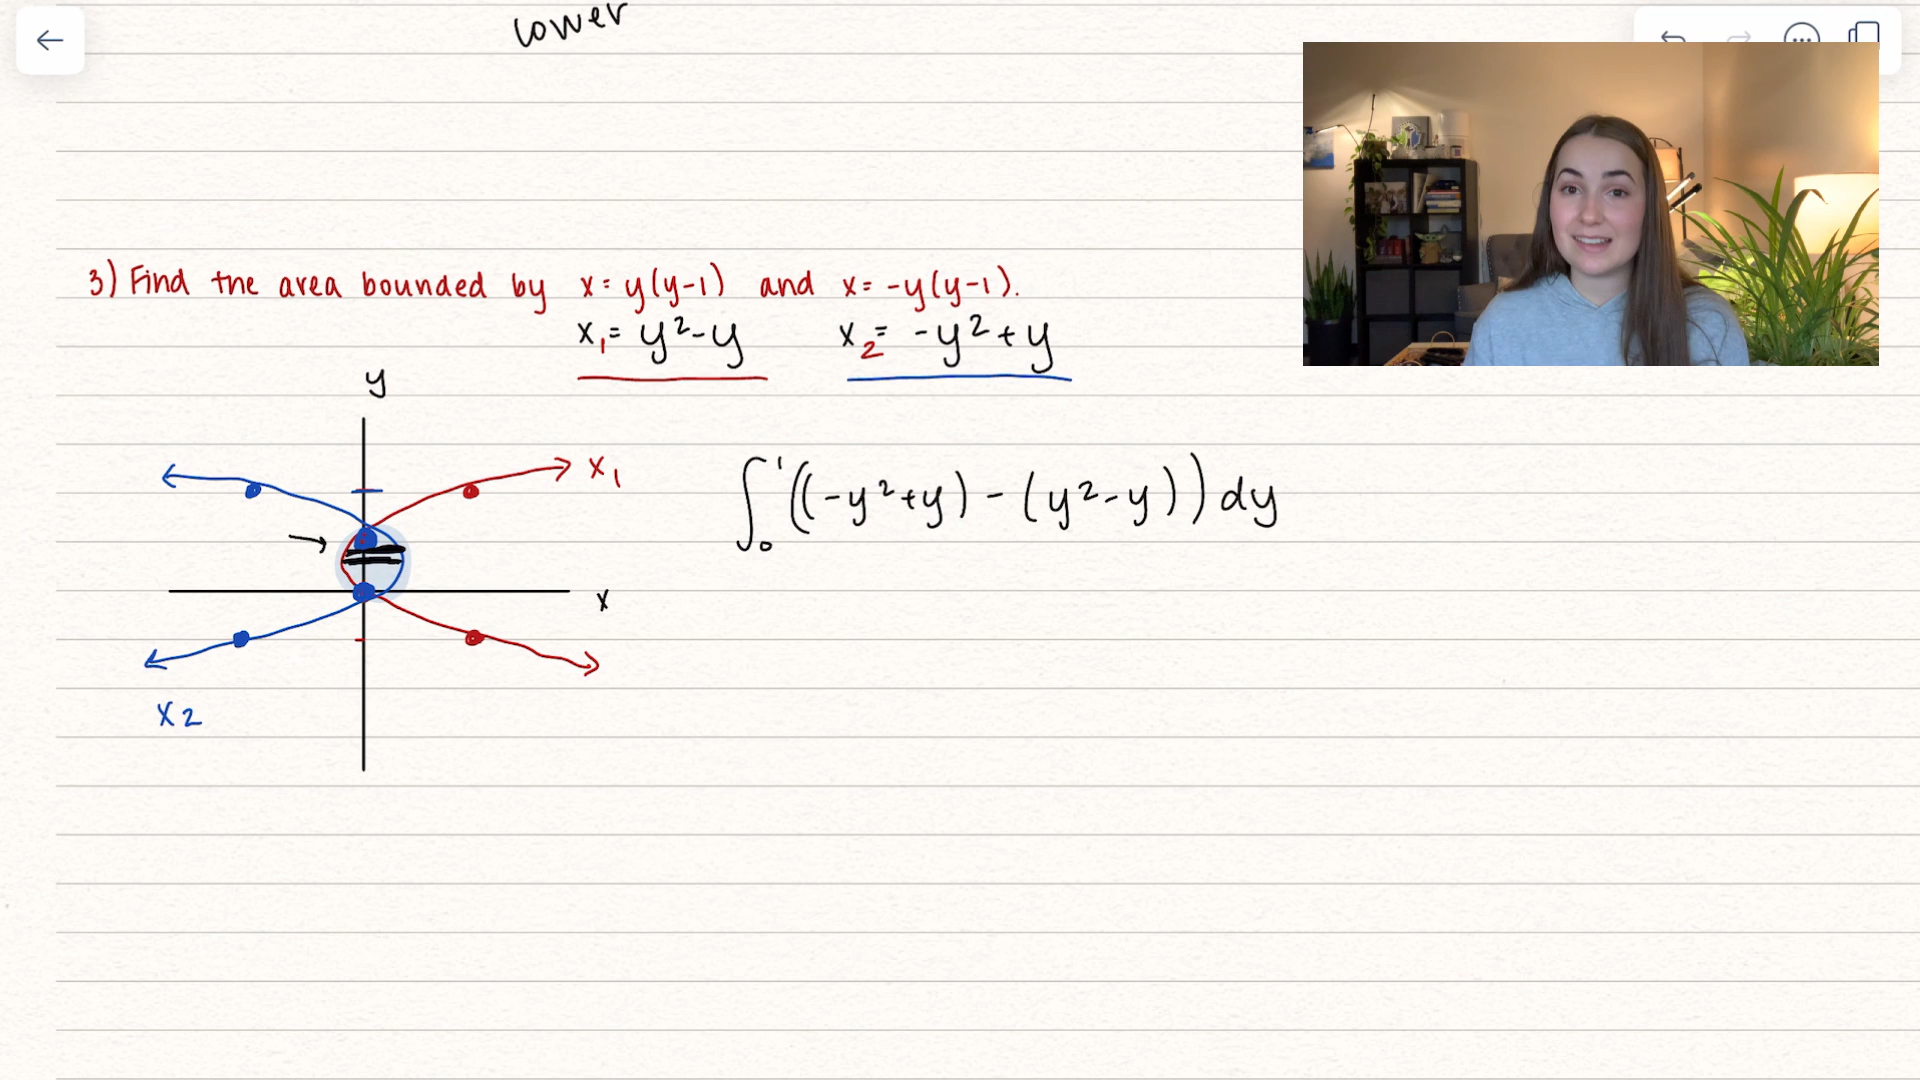 lower
3) Find the area bounded by x = y(y-1) and x = -y(y-1).
x₁ = y² - y x₂ = -y² + y
y
x₁
∫₀¹ ((-y² + y) - (y² - y)) dy
x
x₂